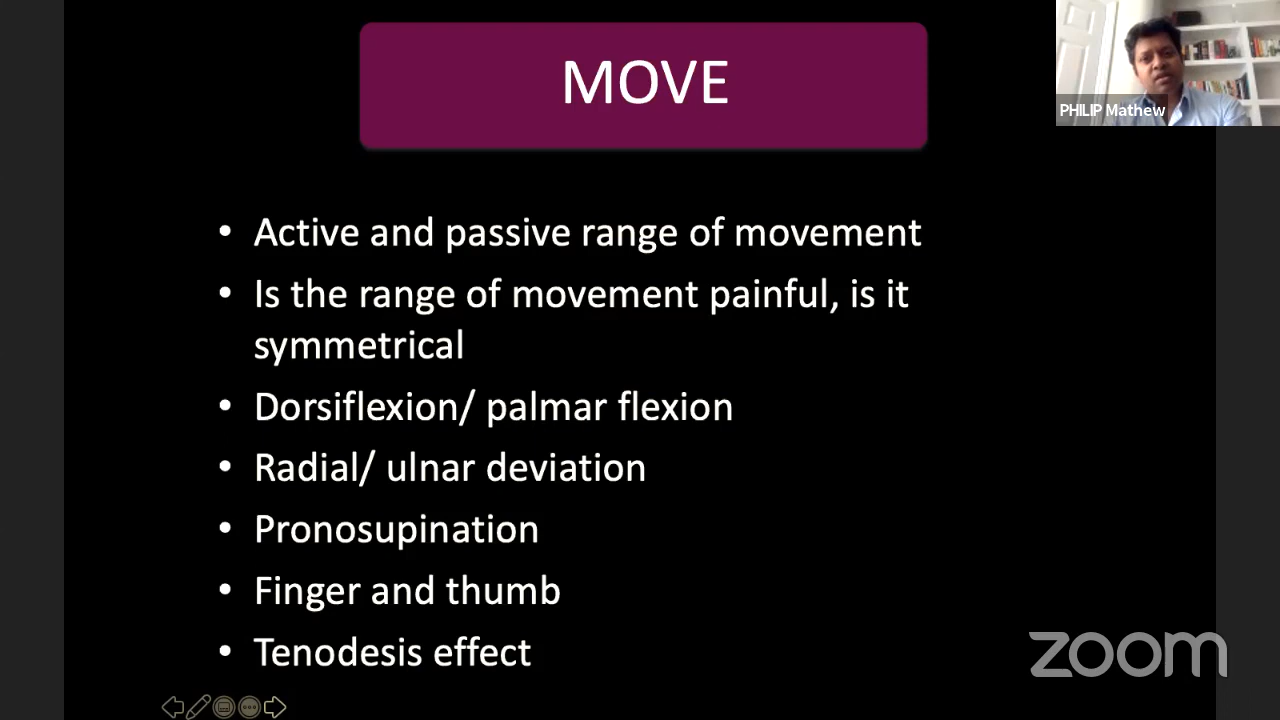 MOVE
PHILIP Mathew
• Active and passive range of movement
• Is the range of movement painful, is it
symmetrical
• Dorsiflexion/ palmar flexion
• Radial/ ulnar deviation
• Pronosupination
• Finger and thumb
• Tenodesis effect
zoom